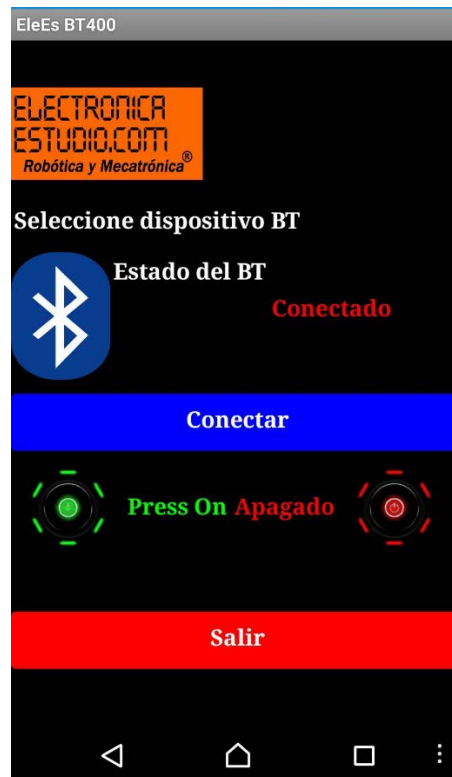 EleEs BT400
ELECTRONICA
ESTUDIO.COM
Robótica y Mecatrónica®
Seleccione dispositivo BT
Estado del BT
Conectado
Conectar
Press On Apagado
Salir